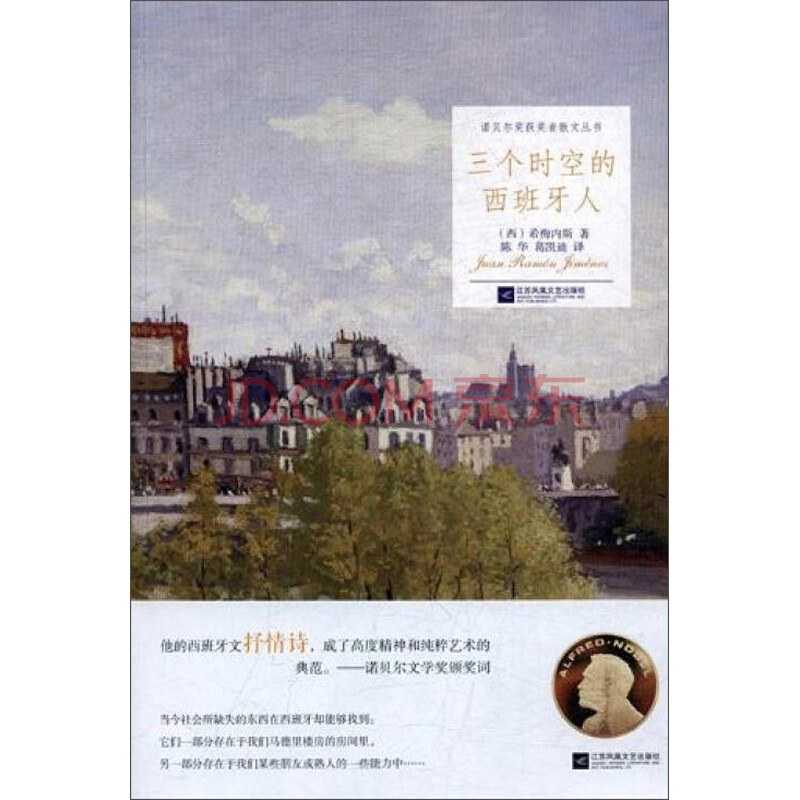 诺贝尔奖获奖者散文丛书
三个时空的
西班牙人
（西）希梅内斯 著
陈华 葛凯迪 译
Juan Ramón Jiménez
江苏凤凰文艺出版社
JD.COM 京东
他的西班牙文抒情诗，成了高度精神和纯粹艺术的
典范。——诺贝尔文学奖颁奖词
ALFRED·NOBEL
当今社会所缺失的东西在西班牙却能够找到：
它们一部分存在于我们马德里楼房的房间里，
另一部分存在于我们某些朋友或熟人的一些能力中……
江苏凤凰文艺出版社